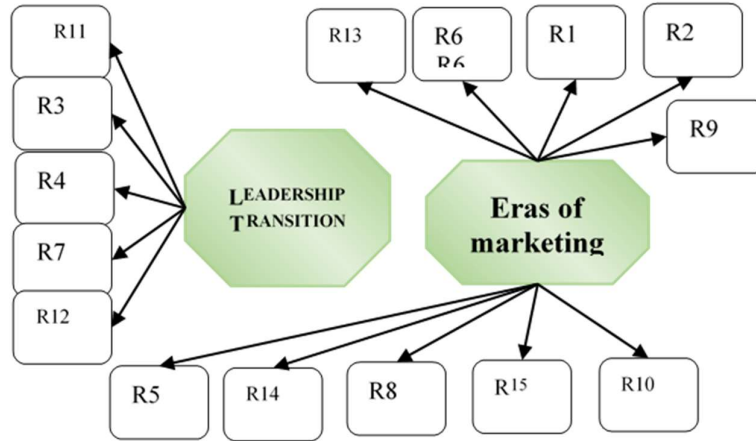 R11
R3
R4
R7
R12
LEADERSHIP
TRANSITION
R13
R6
R6
R1
R2
R9
Eras of
marketing
R5
R14
R8
R15
R10